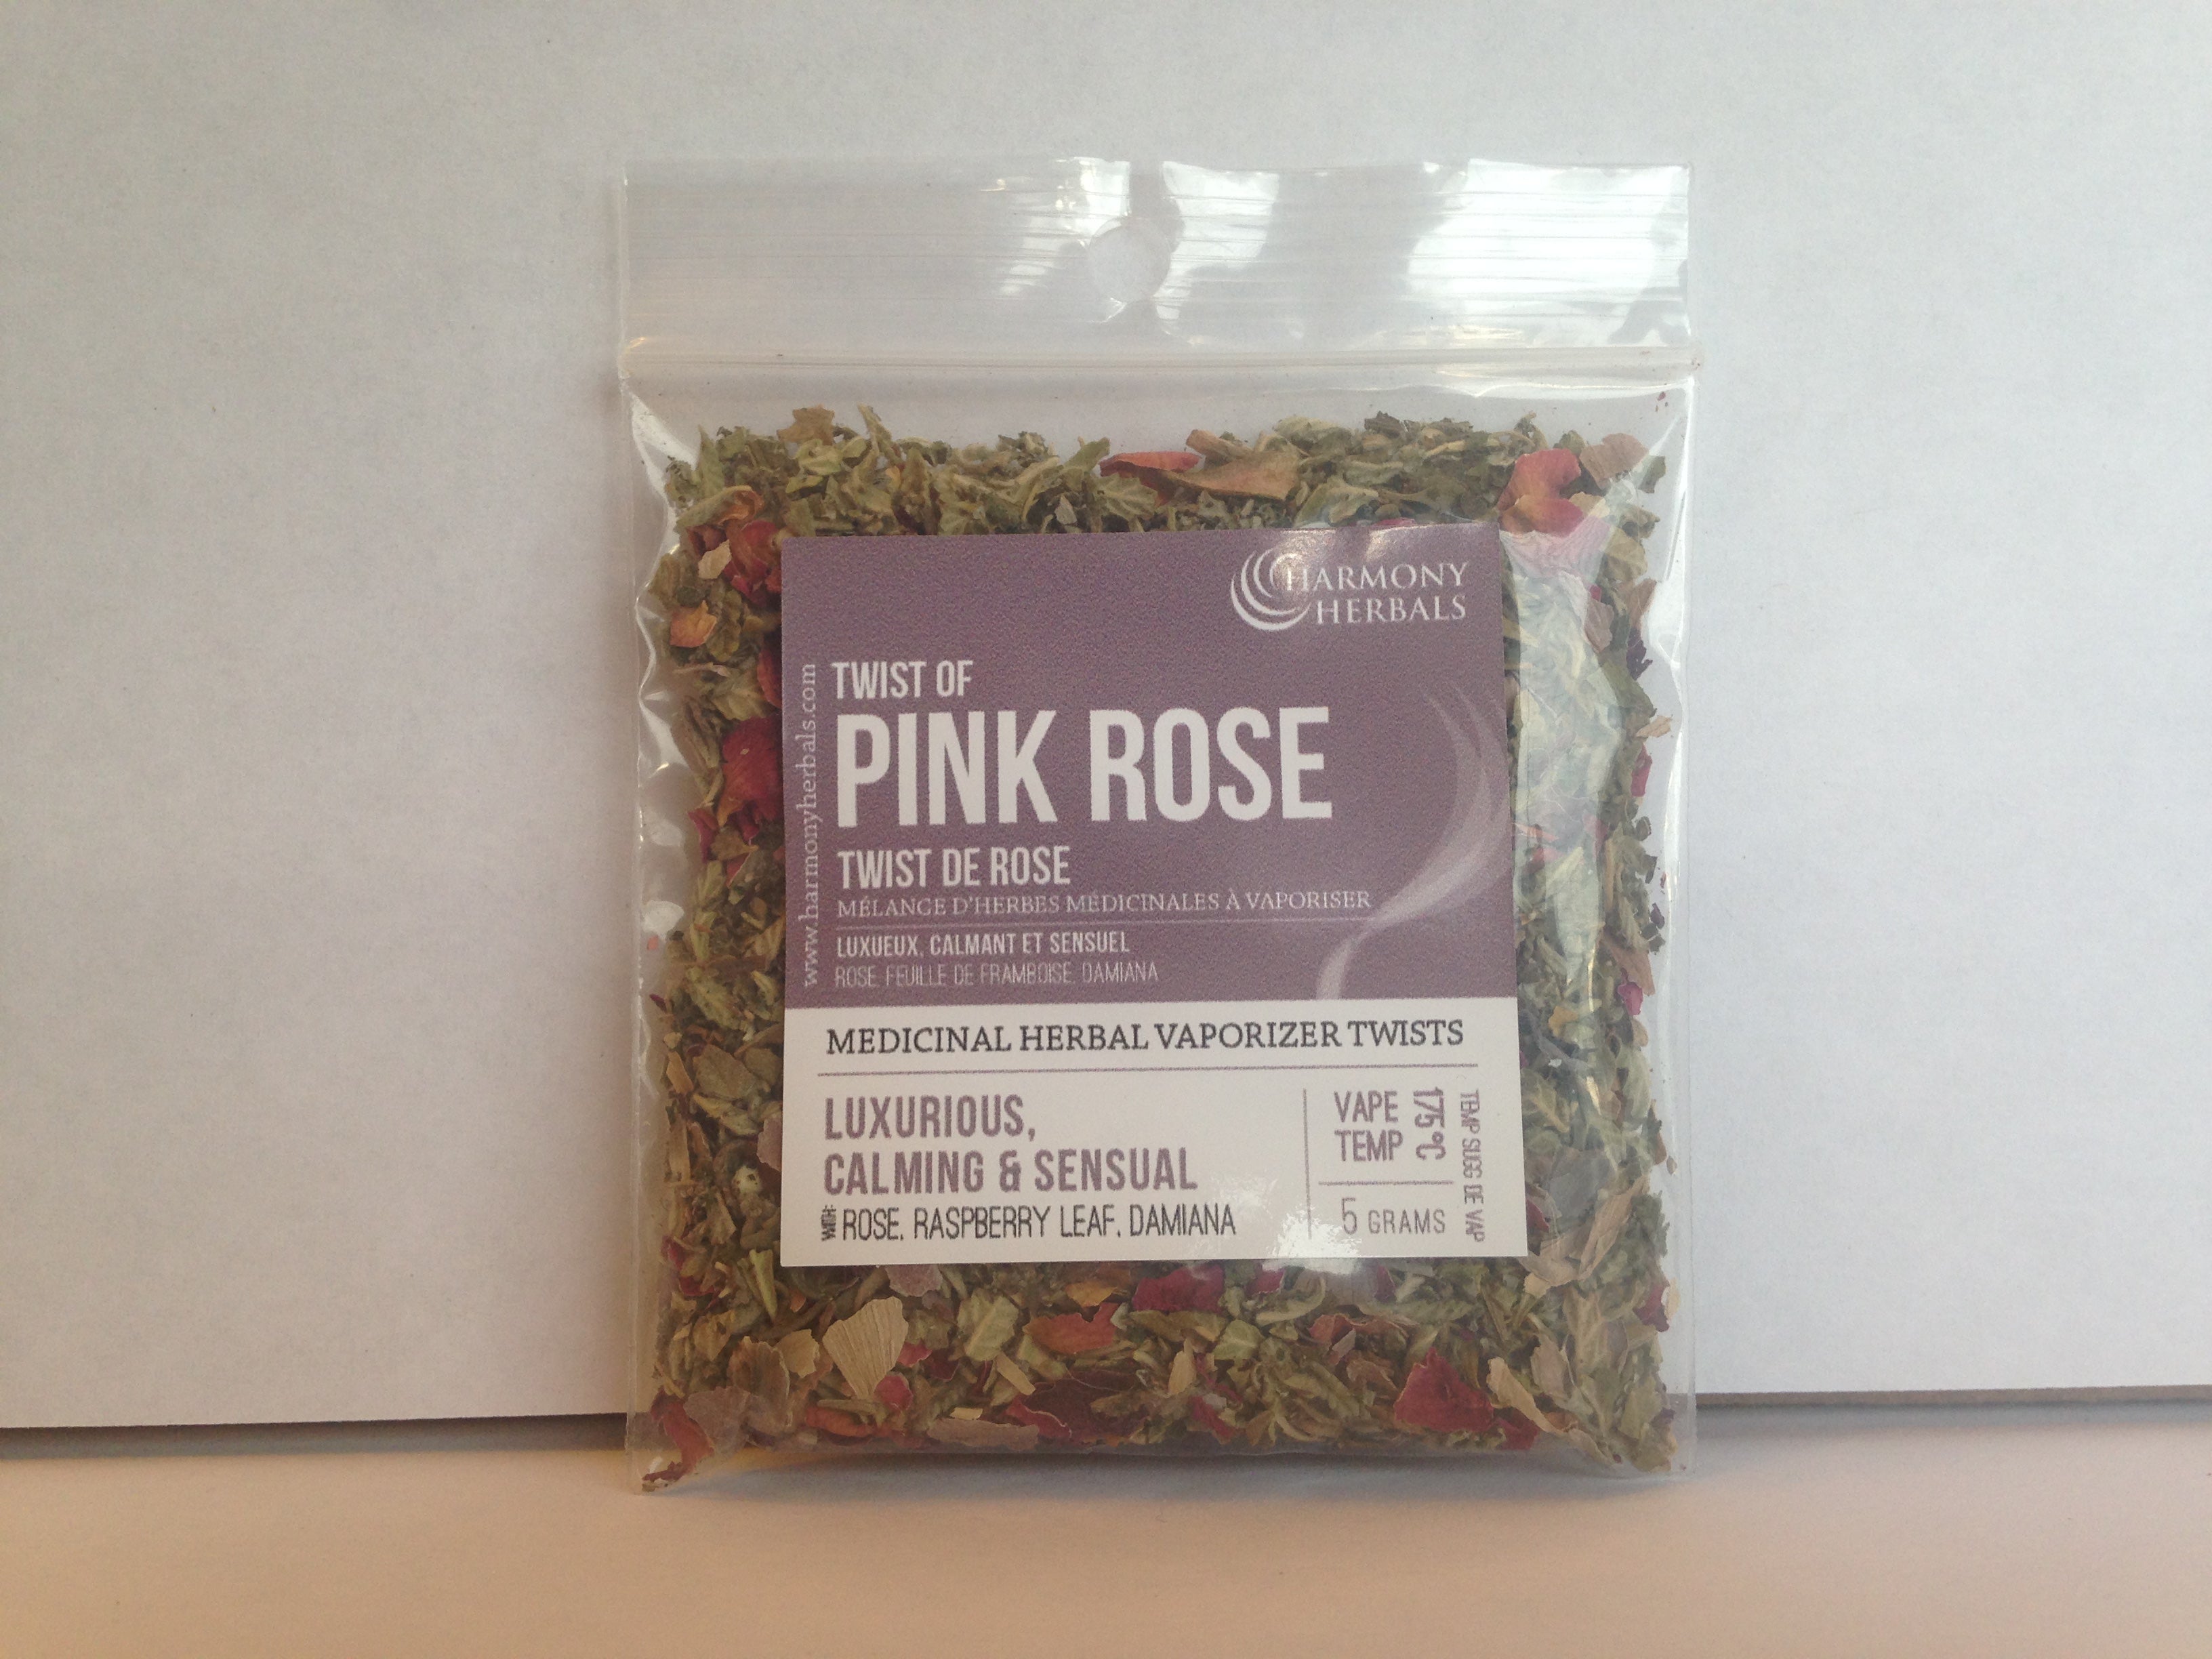 HARMONY
HERBALS
TWIST OF
PINK ROSE
TWIST DE ROSE
MÉLANGE D'HERBES MÉDICINALES À VAPORISER
LUXUEUX, CALMANT ET SENSUEL
ROSE, FEUILLE DE FRAMBOISE, DAMIANA
www.harmonyherbals.com
MEDICINAL HERBAL VAPORIZER TWISTS
LUXURIOUS,
CALMING & SENSUAL
WITH: ROSE, RASPBERRY LEAF, DAMIANA
VAPE
TEMP
175°C
TEMP SUGG DE VAP
5 GRAMS